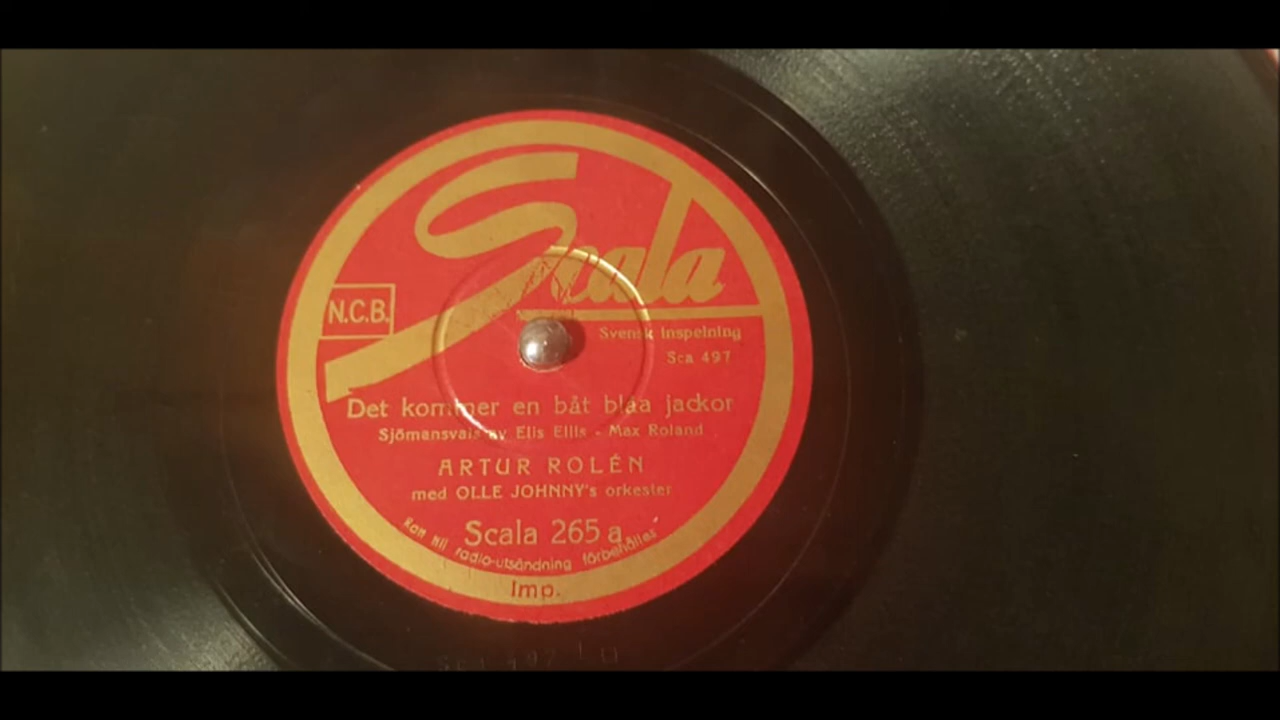 Scala
N.C.B.
Svensk inspelning
Sca 497
Det kommer en båt blåa jackor
Sjömansvals av Elis Ellis - Max Roland
ARTUR ROLÉN
med OLLE JOHNNY's orkester
Scala 265 a
Rätt till radio-utsändning förbehålles
Imp.